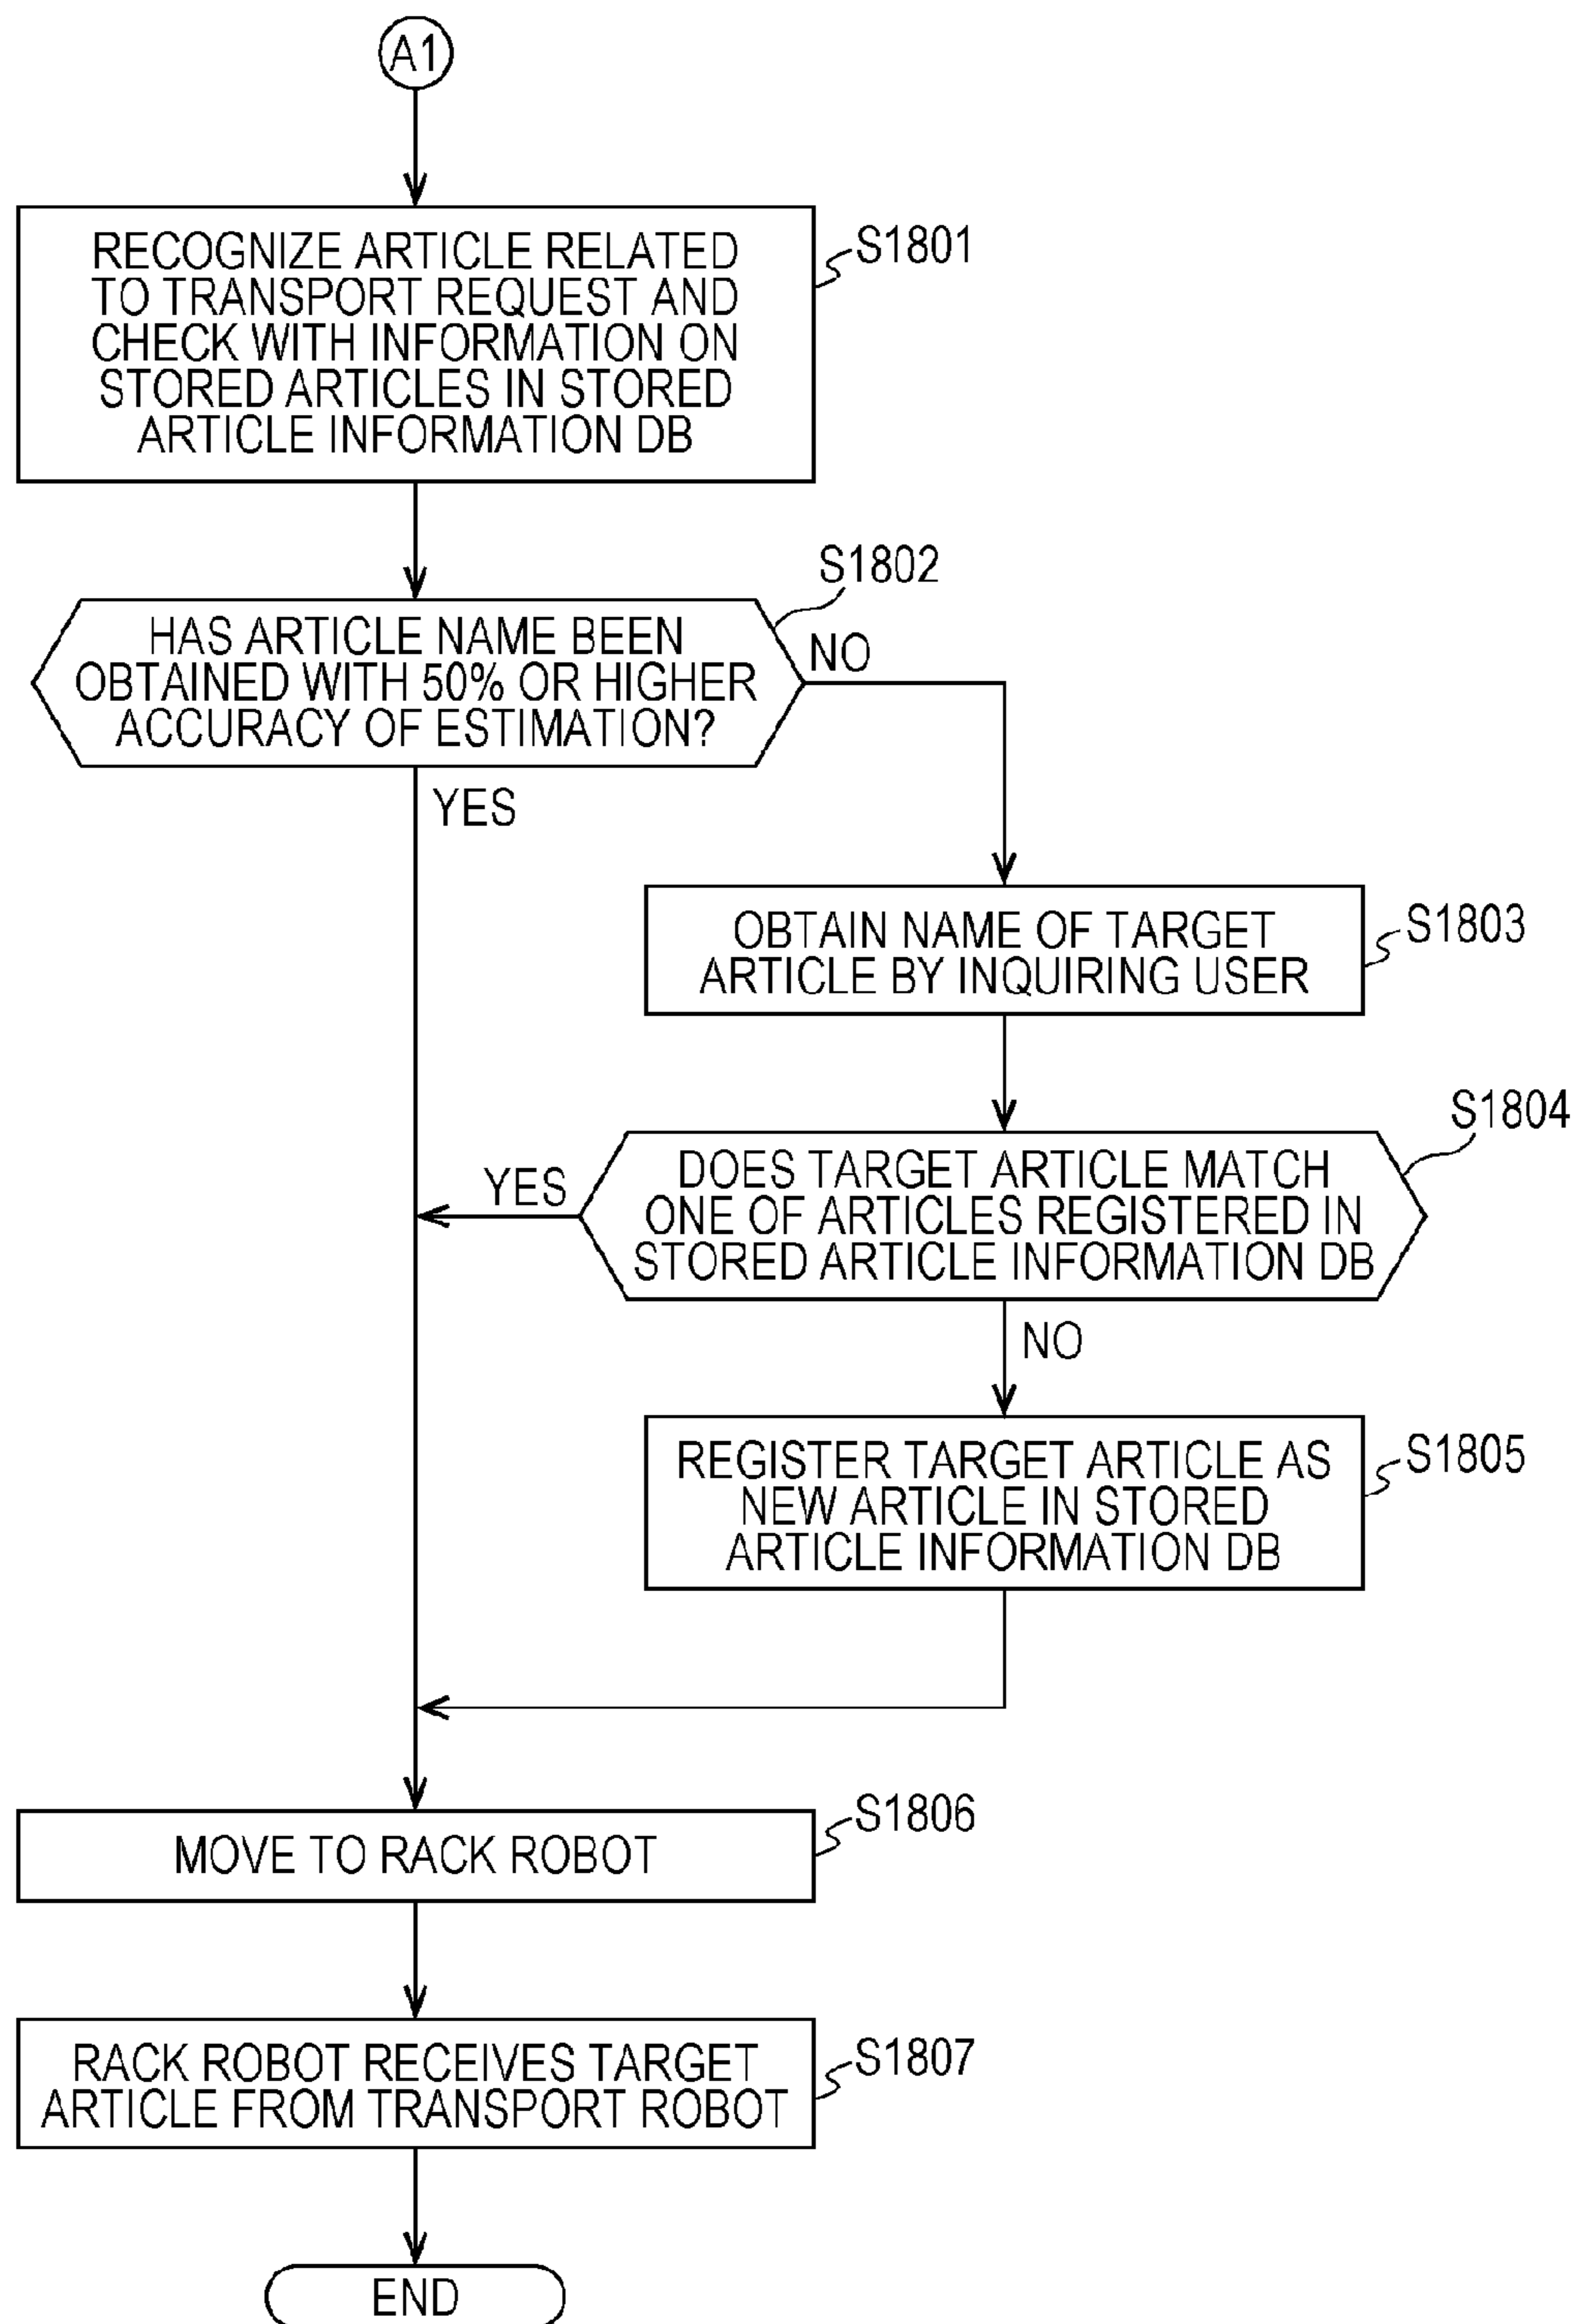 A1
RECOGNIZE ARTICLE RELATED
TO TRANSPORT REQUEST AND
CHECK WITH INFORMATION ON
STORED ARTICLES IN STORED
ARTICLE INFORMATION DB
S1801
S1802
HAS ARTICLE NAME BEEN
OBTAINED WITH 50% OR HIGHER
ACCURACY OF ESTIMATION?
NO
YES
OBTAIN NAME OF TARGET
ARTICLE BY INQUIRING USER
S1803
S1804
DOES TARGET ARTICLE MATCH
ONE OF ARTICLES REGISTERED IN
STORED ARTICLE INFORMATION DB
YES
NO
REGISTER TARGET ARTICLE AS
NEW ARTICLE IN STORED
ARTICLE INFORMATION DB
S1805
MOVE TO RACK ROBOT
S1806
RACK ROBOT RECEIVES TARGET
ARTICLE FROM TRANSPORT ROBOT
S1807
END